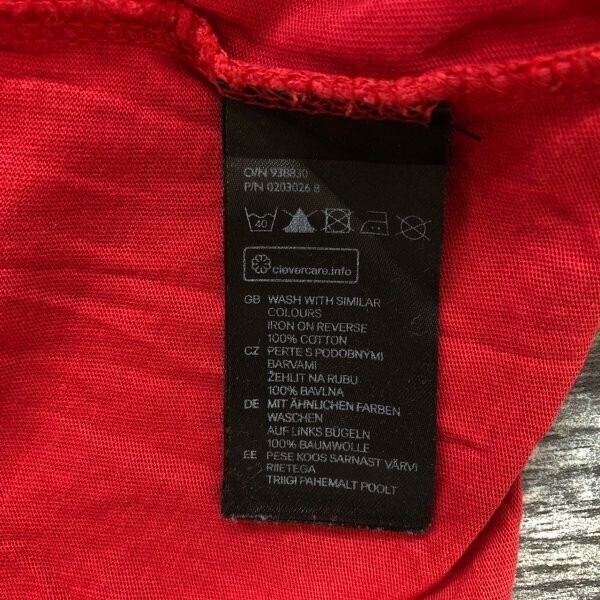 O/N 938830
P/N 0203026 8
40
clevercare.info
GB WASH WITH SIMILAR
COLOURS
IRON ON REVERSE
100% COTTON
CZ PERTE S PODOBNÝMI
BARVAMI
ŽEHLIT NA RUBU
100% BAVLNA
DE MIT ÄHNLICHEN FARBEN
WASCHEN
AUF LINKS BÜGELN
100% BAUMWOLLE
EE PESE KOOS SARNAST VÄRVI
RIIETEGA
TRIIGI PAHEMALT POOLT